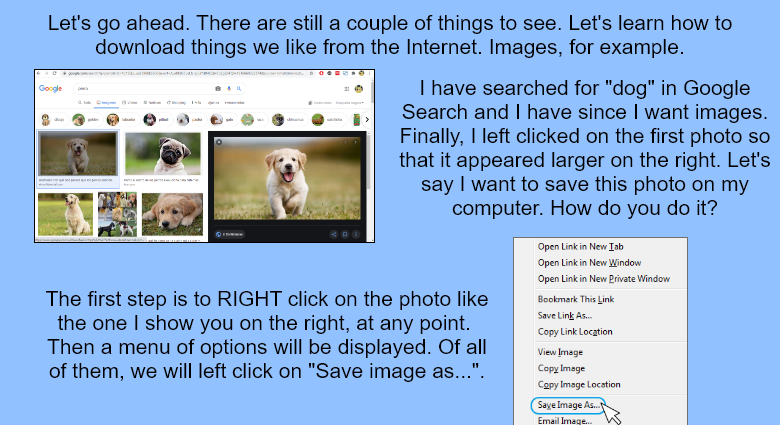 Let's go ahead. There are still a couple of things to see. Let's learn how to
download things we like from the Internet. Images, for example.
Google
perro
I have searched for "dog" in Google
Search and I have since I want images.
Finally, I left clicked on the first photo so
that it appeared larger on the right. Let's
say I want to save this photo on my
computer. How do you do it?
The first step is to RIGHT click on the photo like
the one I show you on the right, at any point.
Then a menu of options will be displayed. Of all
of them, we will left click on "Save image as...".
Open Link in New Tab
Open Link in New Window
Open Link in New Private Window
Bookmark This Link
Save Link As...
Copy Link Location
View Image
Copy Image
Copy Image Location
Save Image As...
Email Image...